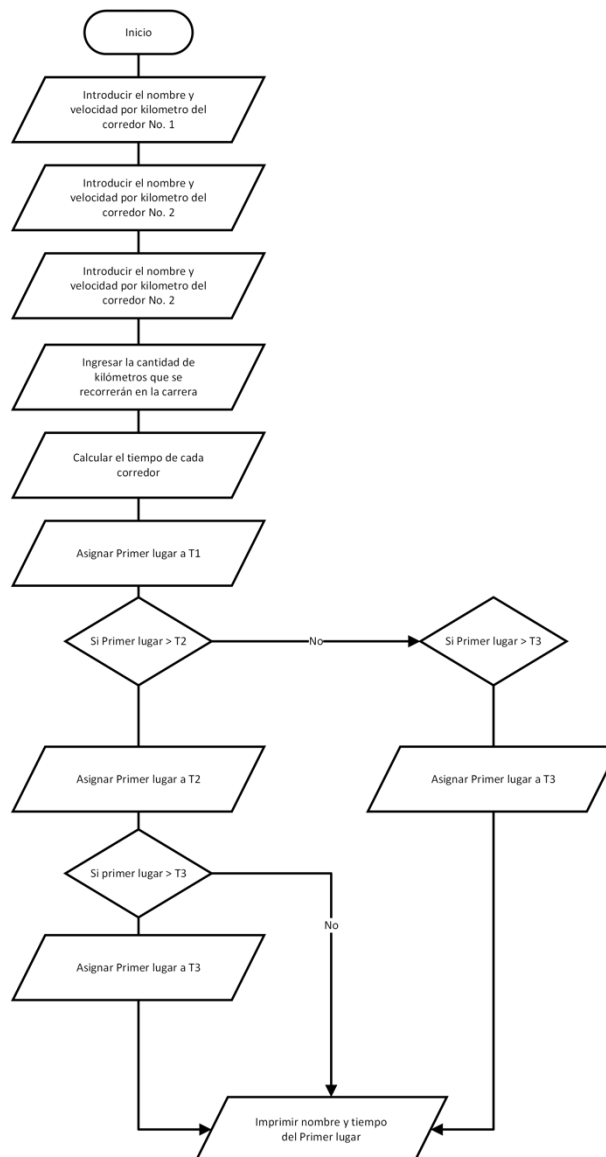 Inicio
Introducir el nombre y
velocidad por kilometro del
corredor No. 1
Introducir el nombre y
velocidad por kilometro del
corredor No. 2
Introducir el nombre y
velocidad por kilometro del
corredor No. 2
Ingresar la cantidad de
kilómetros que se
recorrerán en la carrera
Calcular el tiempo de cada
corredor
Asignar Primer lugar a T1
Si Primer lugar > T2
No
Si Primer lugar > T3
Asignar Primer lugar a T2
Asignar Primer lugar a T3
Si primer lugar > T3
No
Asignar Primer lugar a T3
Imprimir nombre y tiempo
del Primer lugar